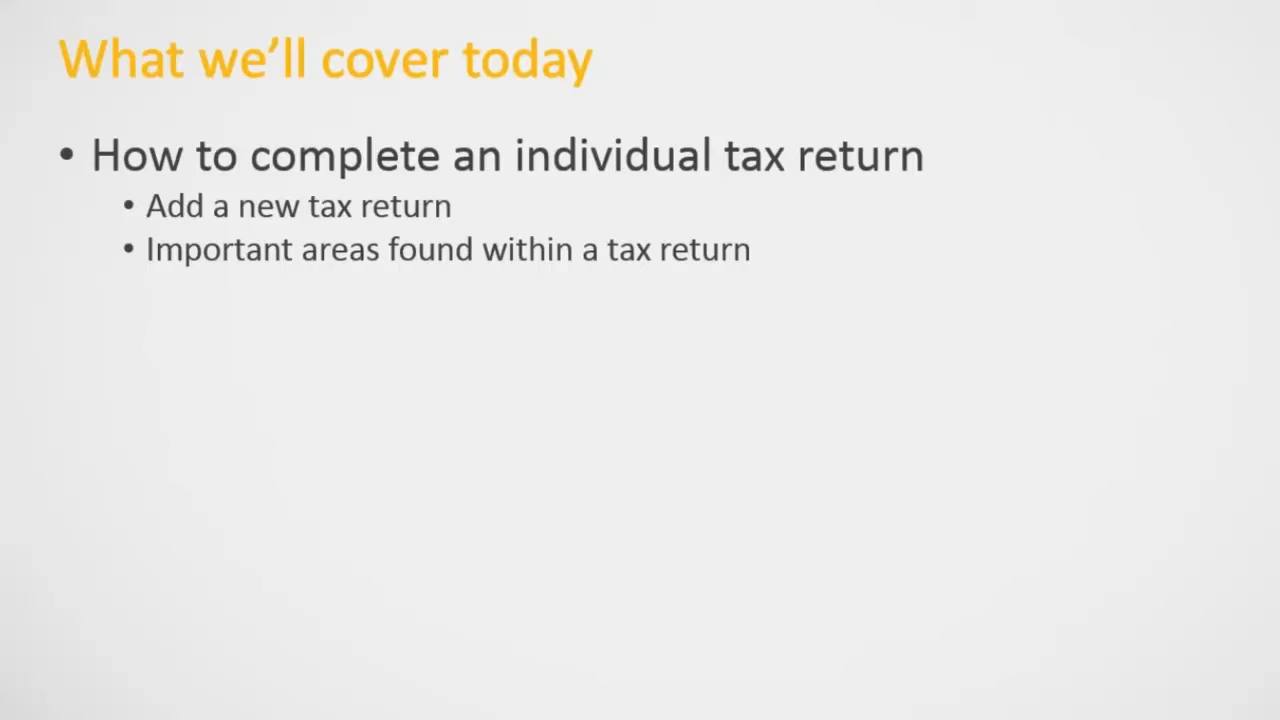 What we’ll cover today
• How to complete an individual tax return
• Add a new tax return
• Important areas found within a tax return